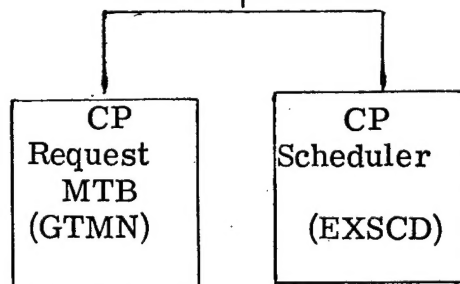 CP
Request
MTB
(GTMN)
CP
Scheduler
(EXSCD)